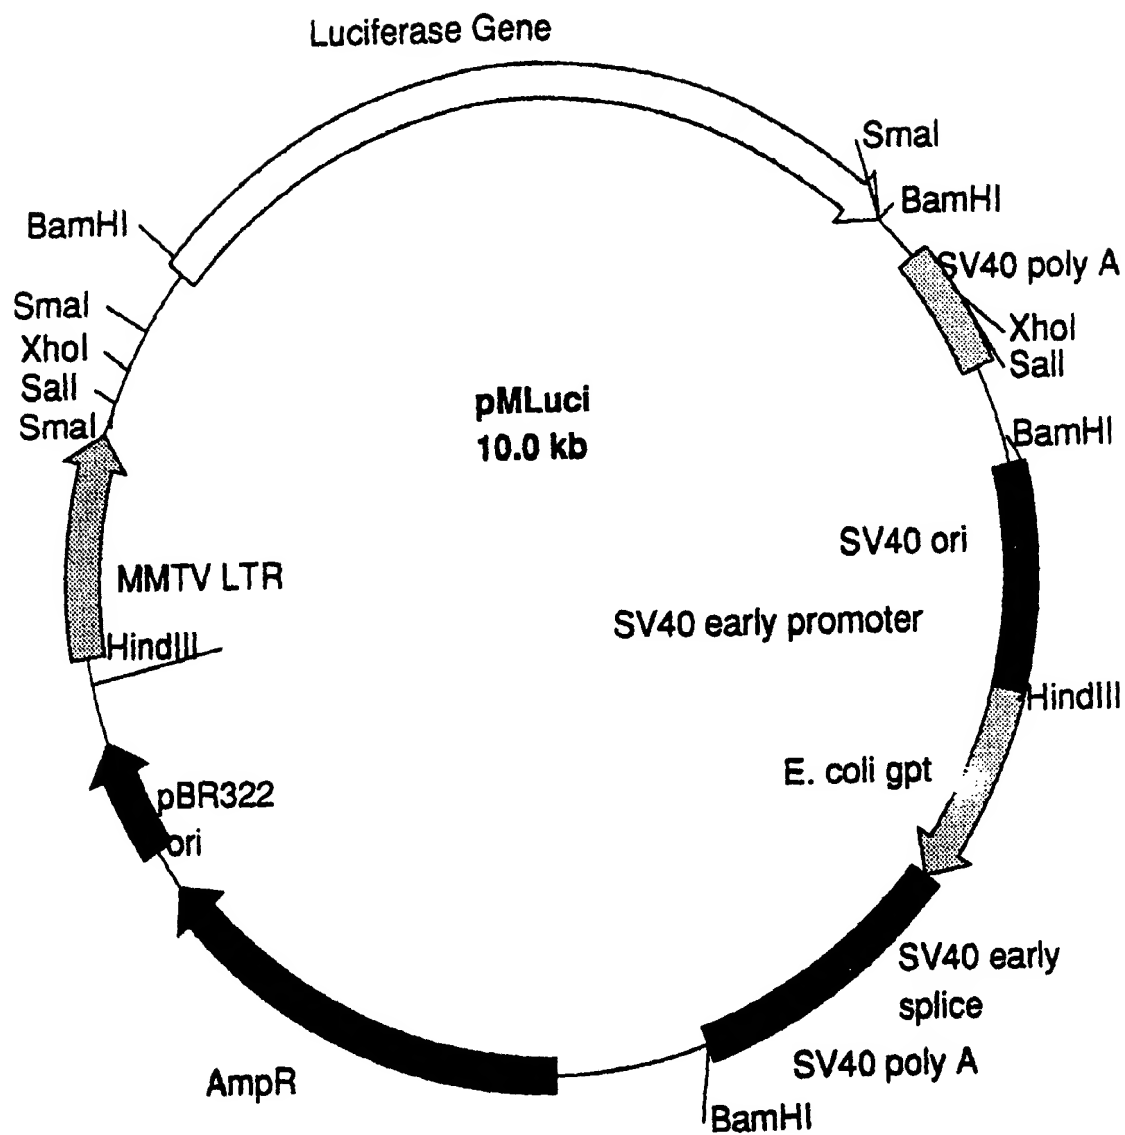 Luciferase Gene
SmaI
BamHI
BamHI
SV40 poly A
SmaI
XhoI
XhoI
SalI
SalI
SmaI
pMLuci
10.0 kb
BamHI
SV40 ori
MMTV LTR
SV40 early promoter
HindIII
HindIII
E. coli gpt
pBR322
ori
SV40 early
splice
SV40 poly A
AmpR
BamHI